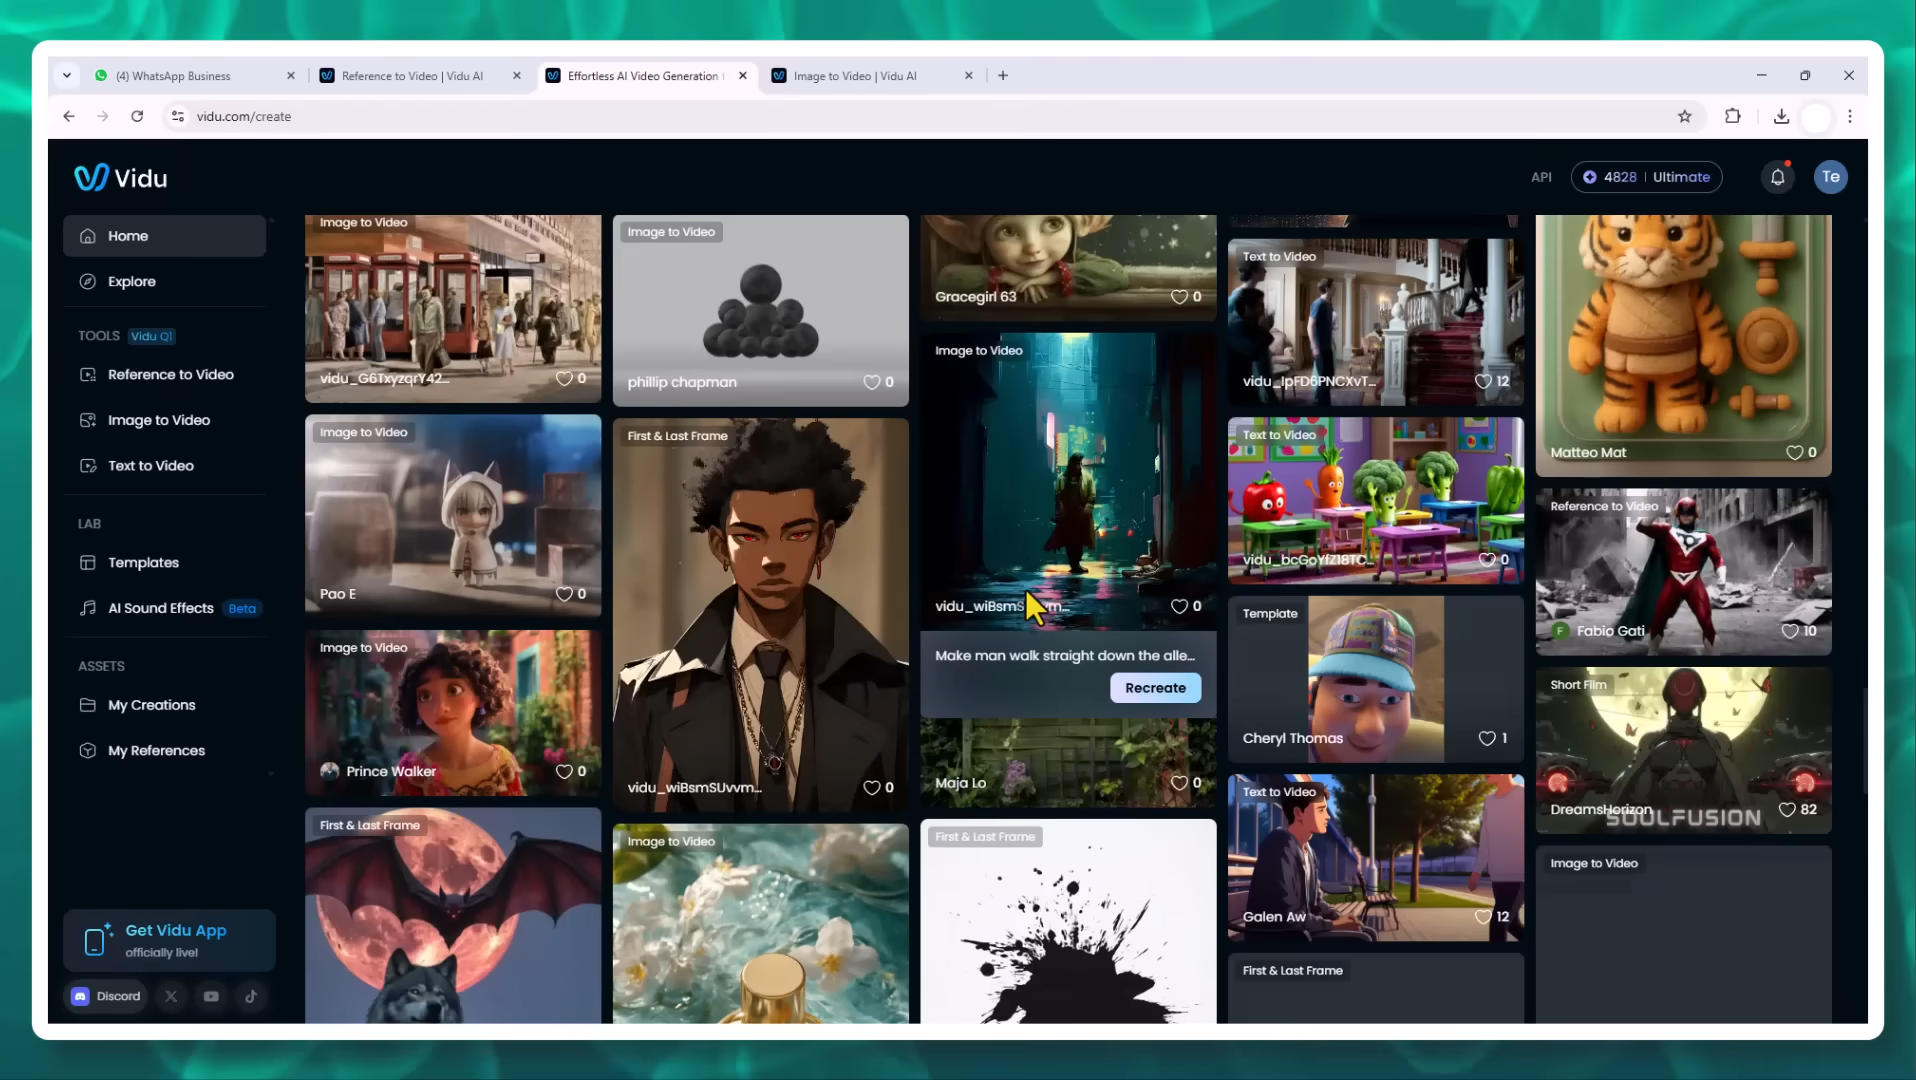 (4) WhatsApp Business
Reference to Video | Vidu AI
Effortless AI Video Generation
Image to Video | Vidu AI
vidu.com/create
Vidu
API
4828 | Ultimate
Te
Home
Explore
TOOLS Vidu Q1
Reference to Video
Image to Video
Text to Video
LAB
Templates
AI Sound Effects Beta
ASSETS
My Creations
My References
Get Vidu App
officially live!
Discord
Image to Video
vidu_G6TxyzqrY42...
0
Image to Video
Pao E
0
Image to Video
Prince Walker
0
First & Last Frame
Image to Video
phillip chapman
0
First & Last Frame
vidu_wiBsmSUvvm...
0
Image to Video
Gracegirl 63
0
Image to Video
0
Make man walk straight down the alle...
Recreate
Maja Lo
0
First & Last Frame
Text to Video
vidu_IpFD6PNCXvT...
12
Text to Video
vidu_bcGoYfZ18TC...
0
Template
Cheryl Thomas
1
Text to Video
Galen Aw
12
First & Last Frame
Matteo Mat
0
Reference to Video
F Fabio Gati
10
Short Film
DreamsHorizon
82
SOULFUSION
Image to Video